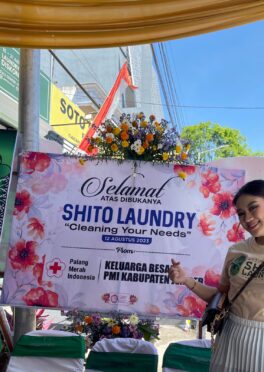 SOTO
Selamat
ATAS DIBUKANYA
SHITO LAUNDRY
"Cleaning Your Needs"
12 AGUSTUS 2023
From
Palang
Merah
Indonesia
KELUARGA BESA
PMI KABUPATEN